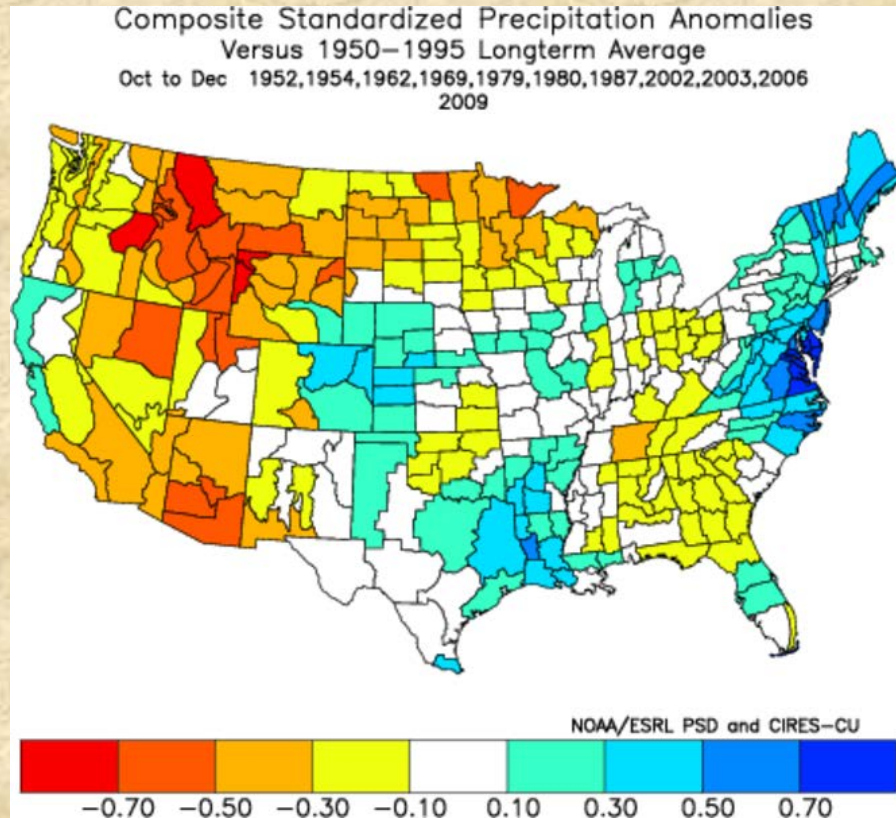 Composite Standardized Precipitation Anomalies
Versus 1950-1995 Longterm Average
Oct to Dec 1952,1954,1962,1969,1979,1980,1987,2002,2003,2006
2009
NOAA/ESRL PSD and CIRES-CU
-0.70 -0.50 -0.30 -0.10 0.10 0.30 0.50 0.70